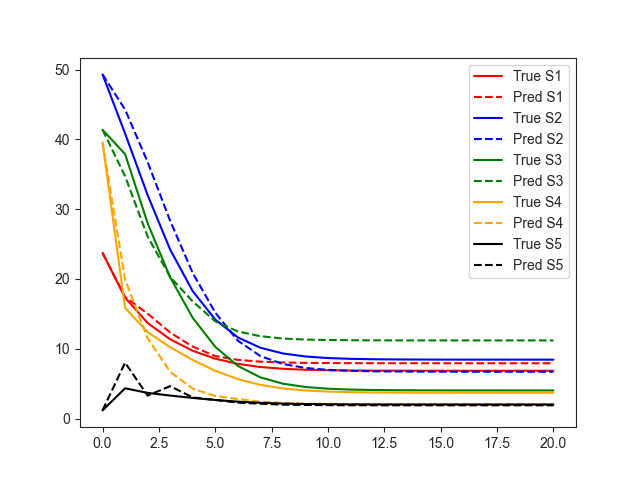 50
40
30
20
10
0
0.0 2.5 5.0 7.5 10.0 12.5 15.0 17.5 20.0
True S1
Pred S1
True S2
Pred S2
True S3
Pred S3
True S4
Pred S4
True S5
Pred S5